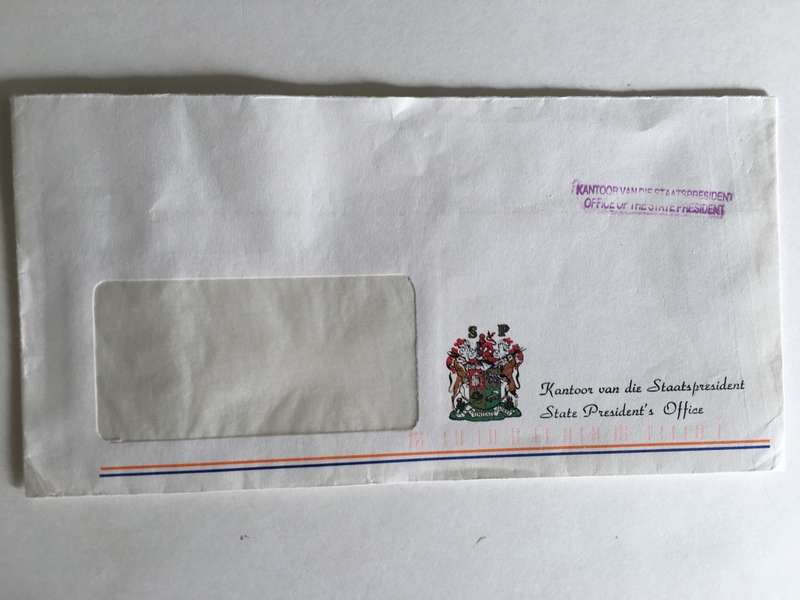 KANTOOR VAN DIE STAATSPRESIDENT
OFFICE OF THE STATE PRESIDENT
S P
Kantoor van die Staatspresident
State President's Office